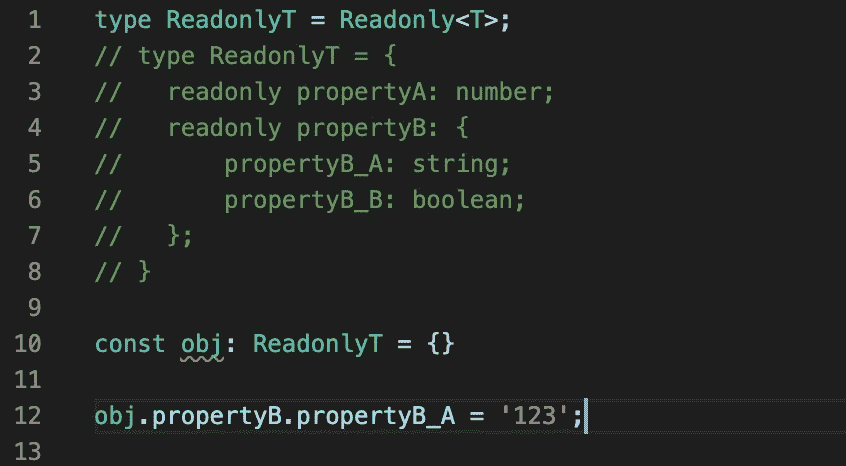 1 type ReadonlyT = Readonly<T>;
2 // type ReadonlyT = {
3 //   readonly propertyA: number;
4 //   readonly propertyB: {
5 //       propertyB_A: string;
6 //       propertyB_B: boolean;
7 //   };
8 // }
9
10 const obj: ReadonlyT = {}
11
12 obj.propertyB.propertyB_A = '123';
13